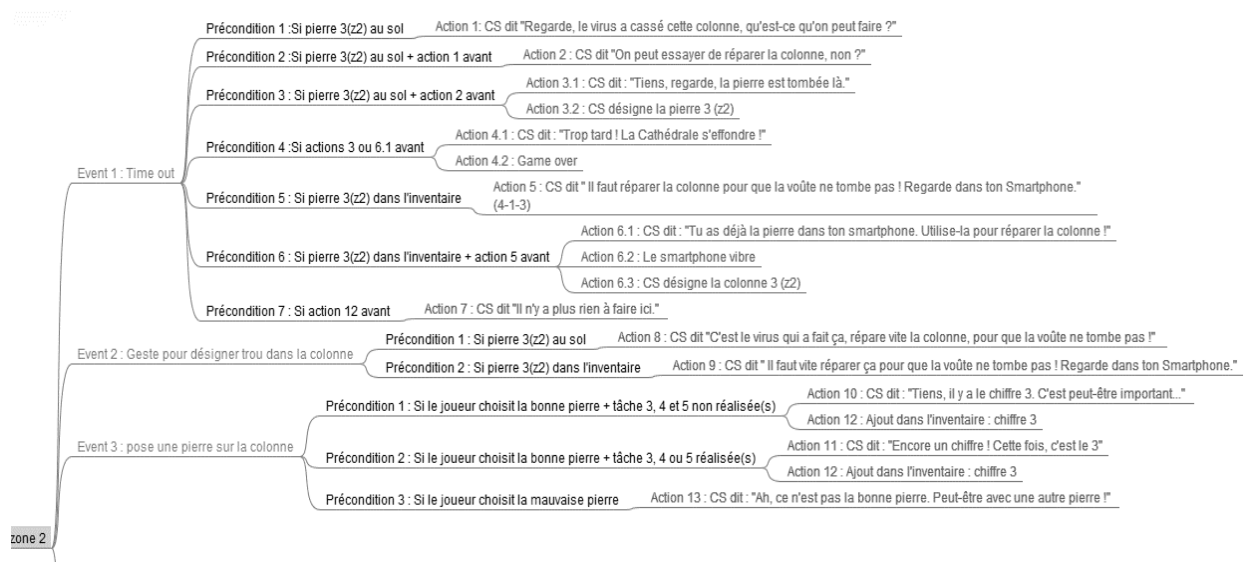 Précondition 1 :Si pierre 3(z2) au sol
Action 1: CS dit "Regarde, le virus a cassé cette colonne, qu'est-ce qu'on peut faire ?"
Précondition 2 :Si pierre 3(z2) au sol + action 1 avant
Action 2 : CS dit "On peut essayer de réparer la colonne, non ?"
Précondition 3 : Si pierre 3(z2) au sol + action 2 avant
Action 3.1 : CS dit : "Tiens, regarde, la pierre est tombée là."
Action 3.2 : CS désigne la pierre 3 (z2)
Précondition 4 :Si actions 3 ou 6.1 avant
Action 4.1 : CS dit : "Trop tard ! La Cathédrale s'effondre !"
Action 4.2 : Game over
Event 1 : Time out
Précondition 5 : Si pierre 3(z2) dans l'inventaire
Action 5 : CS dit " Il faut réparer la colonne pour que la voûte ne tombe pas ! Regarde dans ton Smartphone."
(4-1-3)
Précondition 6 : Si pierre 3(z2) dans l'inventaire + action 5 avant
Action 6.1 : CS dit : "Tu as déjà la pierre dans ton smartphone. Utilise-la pour réparer la colonne !"
Action 6.2 : Le smartphone vibre
Action 6.3 : CS désigne la colonne 3 (z2)
Précondition 7 : Si action 12 avant
Action 7 : CS dit "Il n'y a plus rien à faire ici."
Event 2 : Geste pour désigner trou dans la colonne
Précondition 1 : Si pierre 3(z2) au sol
Action 8 : CS dit "C'est le virus qui a fait ça, répare vite la colonne, pour que la voûte ne tombe pas !"
Précondition 2 : Si pierre 3(z2) dans l'inventaire
Action 9 : CS dit " Il faut vite réparer ça pour que la voûte ne tombe pas ! Regarde dans ton Smartphone."
Event 3 : pose une pierre sur la colonne
Précondition 1 : Si le joueur choisit la bonne pierre + tâche 3, 4 et 5 non réalisée(s)
Action 10 : CS dit : "Tiens, il y a le chiffre 3. C'est peut-être important..."
Action 12 : Ajout dans l'inventaire : chiffre 3
Précondition 2 : Si le joueur choisit la bonne pierre + tâche 3, 4 ou 5 réalisée(s)
Action 11 : CS dit : "Encore un chiffre ! Cette fois, c'est le 3"
Action 12 : Ajout dans l'inventaire : chiffre 3
Précondition 3 : Si le joueur choisit la mauvaise pierre
Action 13 : CS dit : "Ah, ce n'est pas la bonne pierre. Peut-être avec une autre pierre !"
zone 2